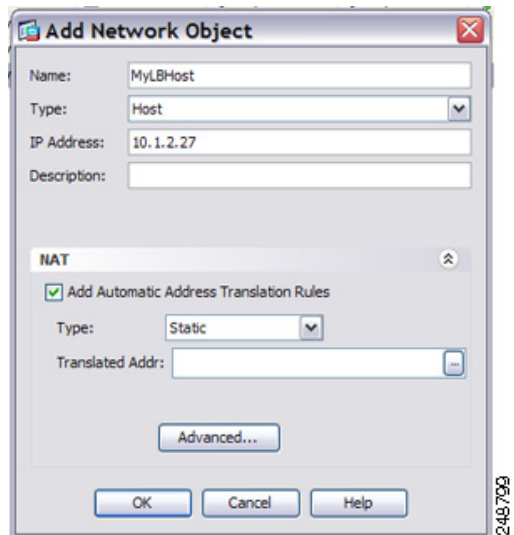 Add Network Object
Name: MyLBHost
Type: Host
IP Address: 10.1.2.27
Description:
NAT
Add Automatic Address Translation Rules
Type: Static
Translated Addr: ...
Advanced...
OK Cancel Help
248799